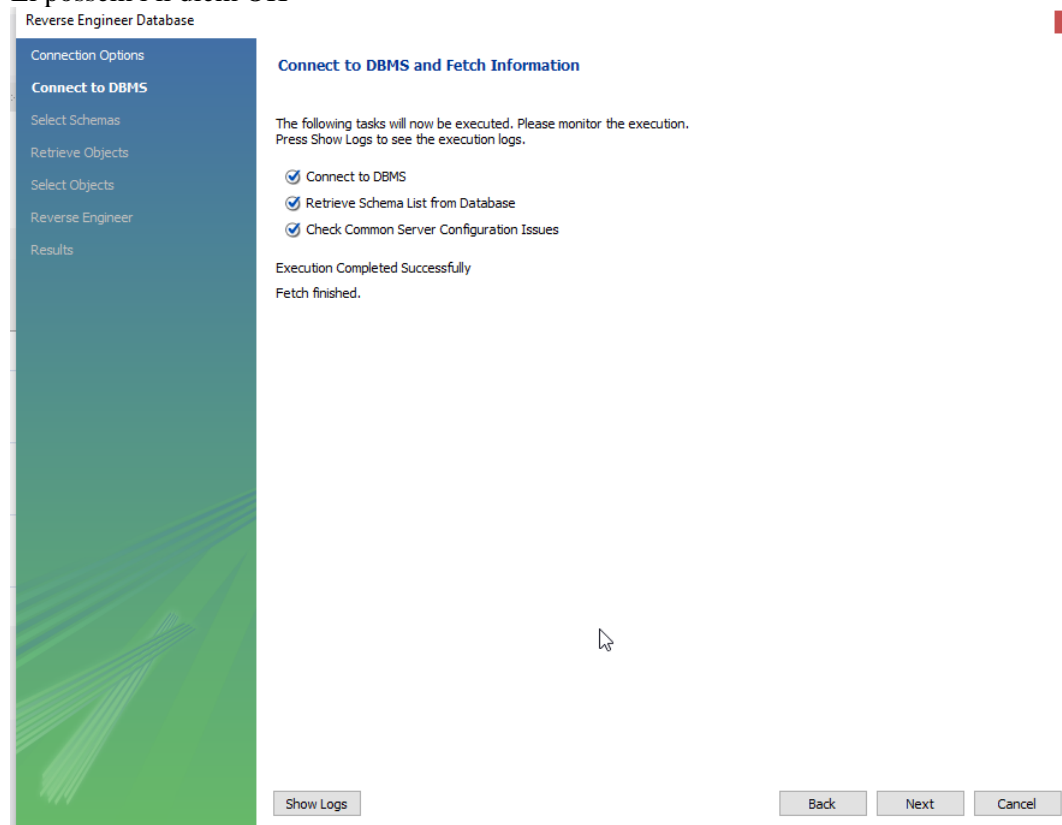 Reverse Engineer Database
Connection Options
Connect to DBMS
Select Schemas
Retrieve Objects
Select Objects
Reverse Engineer
Results
Connect to DBMS and Fetch Information
The following tasks will now be executed. Please monitor the execution.
Press Show Logs to see the execution logs.
Connect to DBMS
Retrieve Schema List from Database
Check Common Server Configuration Issues
Execution Completed Successfully
Fetch finished.
Show Logs
Back
Next
Cancel